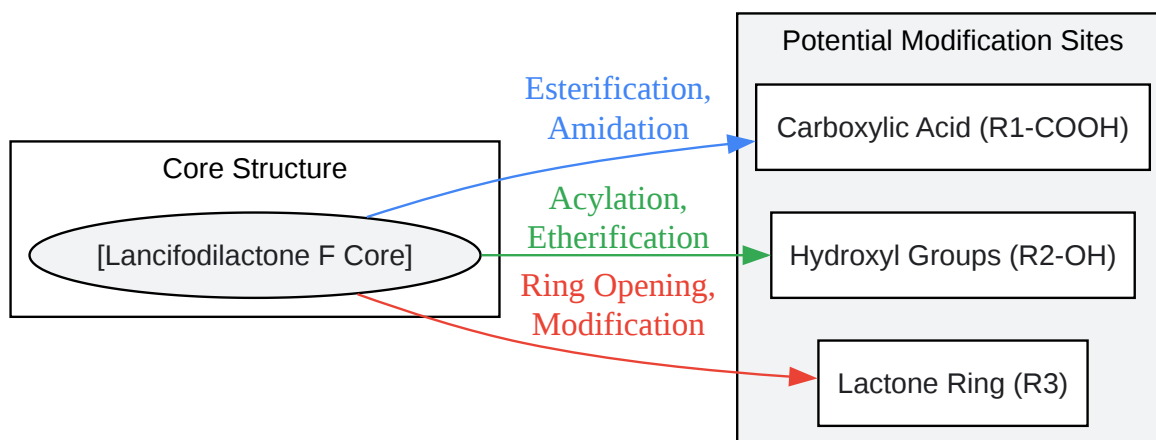 Potential Modification Sites
Esterification,
Amidation
Carboxylic Acid (R1-COOH)
Core Structure
[Lancifodilactone F Core]
Acylation,
Etherification
Hydroxyl Groups (R2-OH)
Ring Opening,
Modification
Lactone Ring (R3)